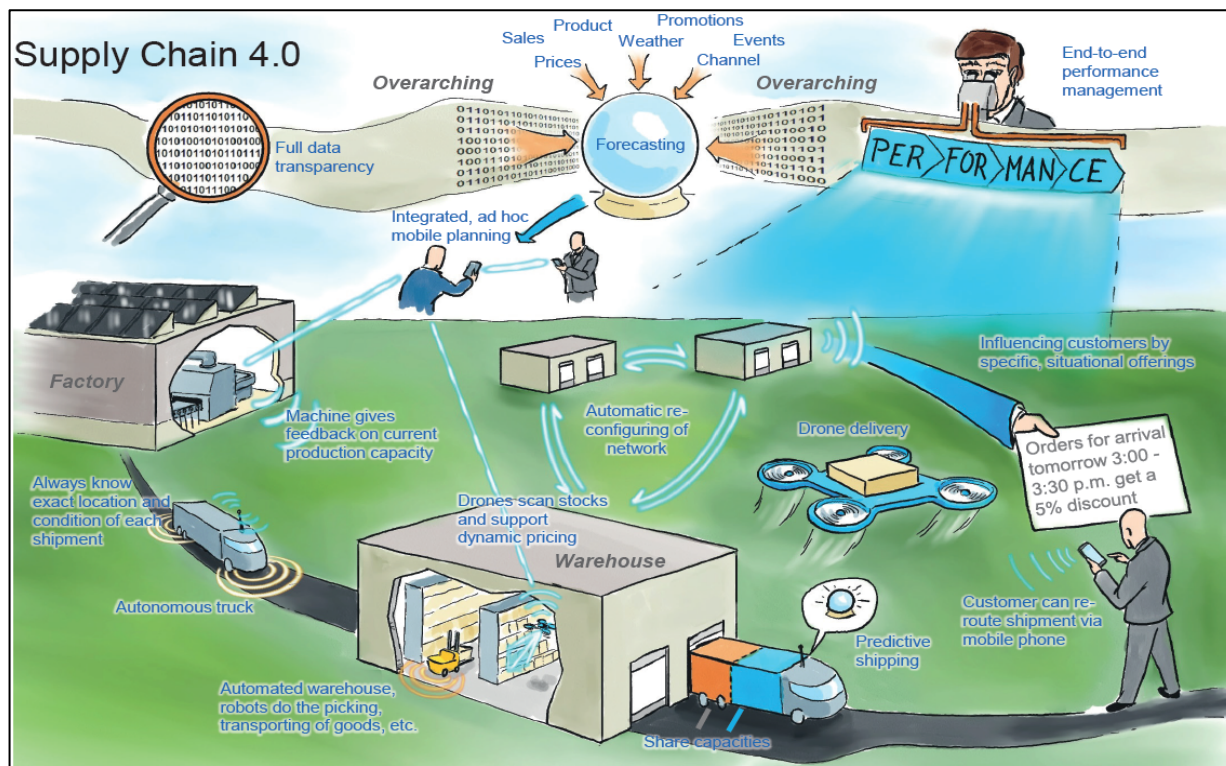 Supply Chain 4.0
Product
Promotions
Sales
Weather
Events
Prices
Channel
Overarching
Overarching
End-to-end
performance
management
Full data
transparency
Forecasting
PER FOR MAN CE
Integrated, ad hoc
mobile planning
Factory
Machine gives
feedback on current
production capacity
Automatic re-
configuring of
network
Influencing customers by
specific, situational offerings
Drone delivery
Orders for arrival
tomorrow 3:00 -
3:30 p.m. get a
5% discount
Always know
exact location and
condition of each
shipment
Autonomous truck
Drones scan stocks
and support
dynamic pricing
Warehouse
Customer can re-
route shipment via
mobile phone
Predictive
shipping
Automated warehouse,
robots do the picking,
transporting of goods, etc.
Share capacities